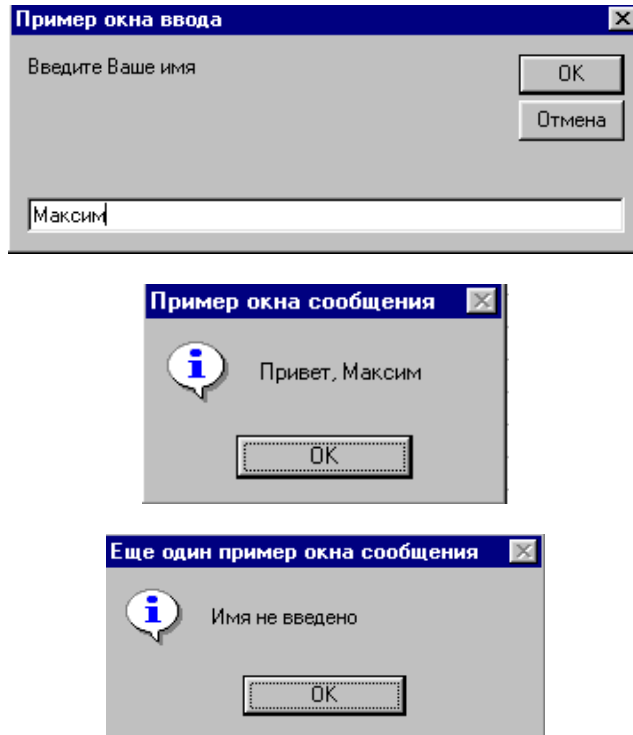 Пример окна ввода
Введите Ваше имя
OK
Отмена
Максим
Пример окна сообщения
Привет, Максим
OK
Еще один пример окна сообщения
Имя не введено
OK